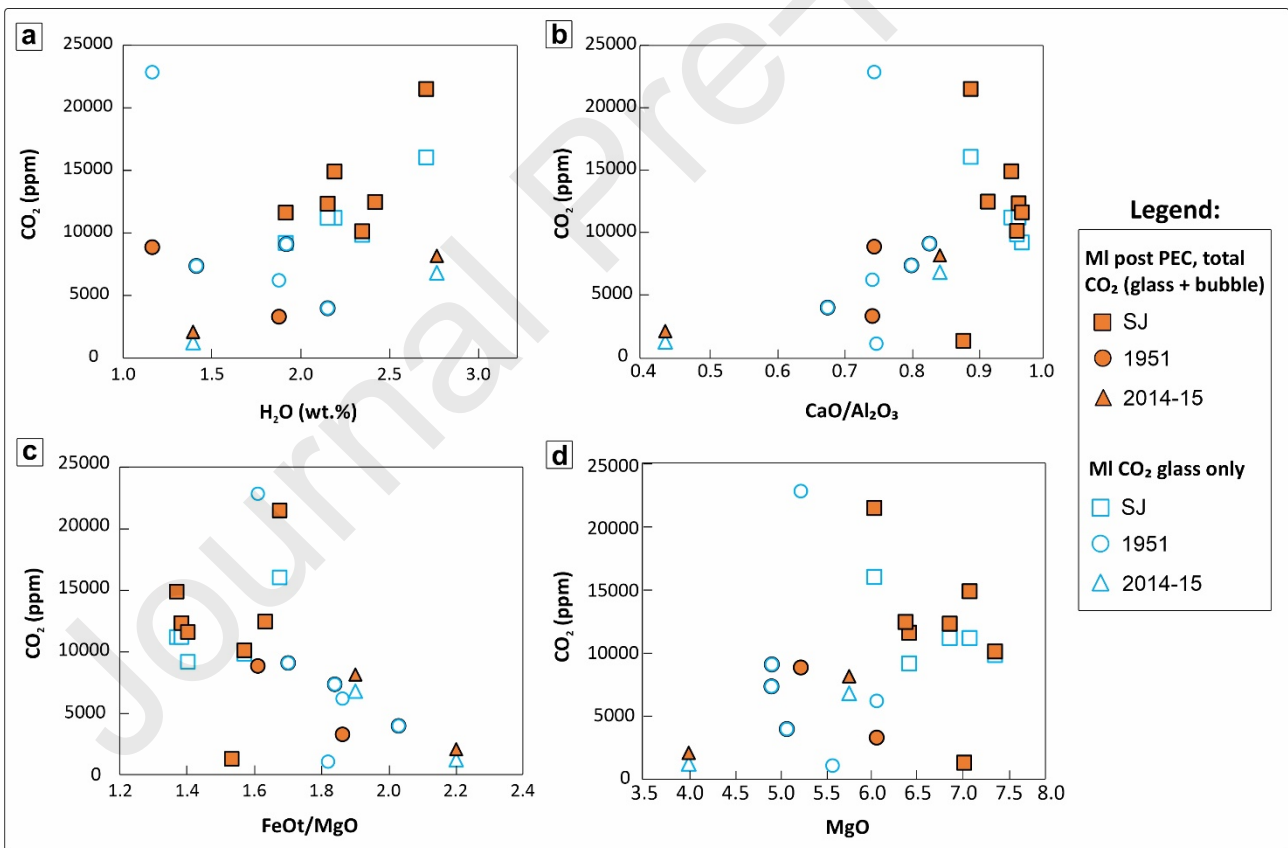 Journal Pre-
a
25000
20000
15000
10000
5000
0
CO₂ (ppm)
1.0 1.5 2.0 2.5 3.0
H₂O (wt.%)
b
25000
20000
15000
10000
5000
0
CO₂ (ppm)
0.4 0.5 0.6 0.7 0.8 0.9 1.0
CaO/Al₂O₃
c
25000
20000
15000
10000
5000
0
CO₂ (ppm)
1.2 1.4 1.6 1.8 2.0 2.2 2.4
FeOt/MgO
d
25000
20000
15000
10000
5000
0
CO₂ (ppm)
3.5 4.0 4.5 5.0 5.5 6.0 6.5 7.0 7.5 8.0
MgO
Legend:
MI post PEC, total
CO₂ (glass + bubble)
SJ
1951
2014-15
MI CO₂ glass only
SJ
1951
2014-15